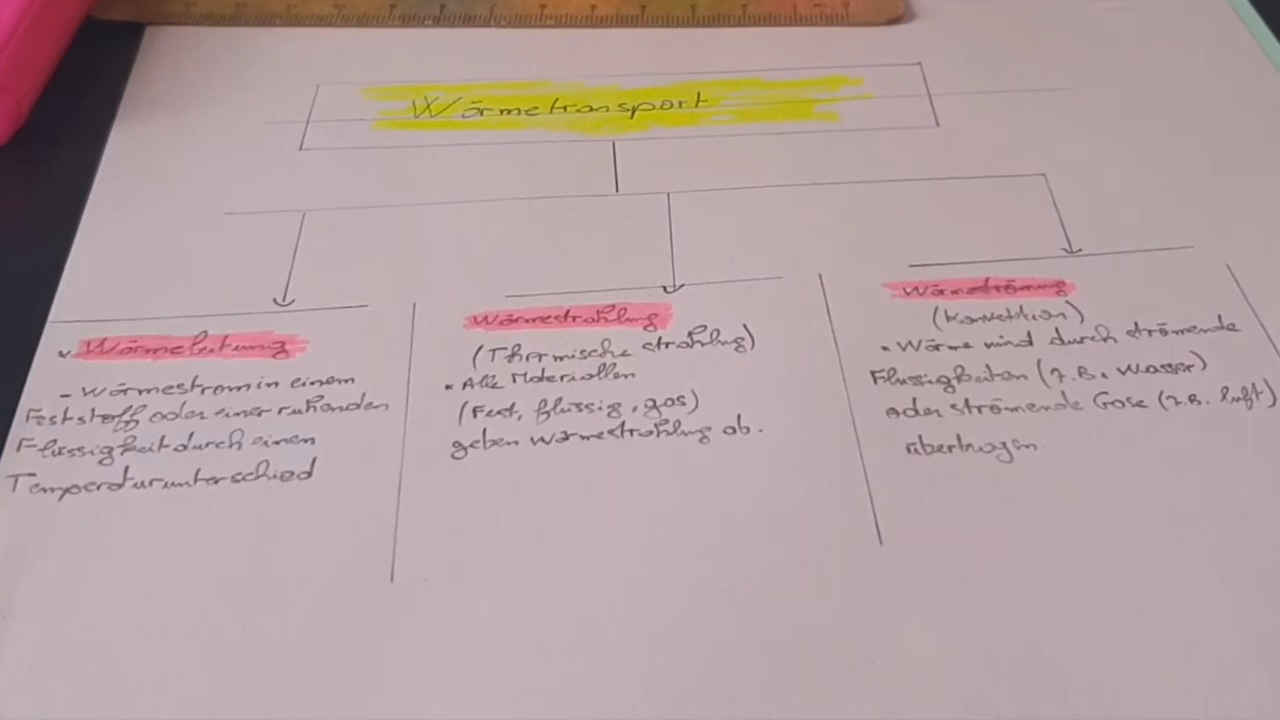 Wärmetransport
Wärmeleitung
- Wärmestrom in einem
Feststoff oder einer ruhenden
Flüssigkeit durch einen
Temperaturunterschied
Wärmestrahlung
(Thermische Strahlung)
• Alle Materiallen
(Fest, flüssig, gas)
geben Wärmestrahlung ab.
Wärmeströmung
(Konvektion)
• Wärme wird durch strömende
Flüssigkeiten (z.B. Wasser)
oder strömende Gase (z.B. luft)
übertragen